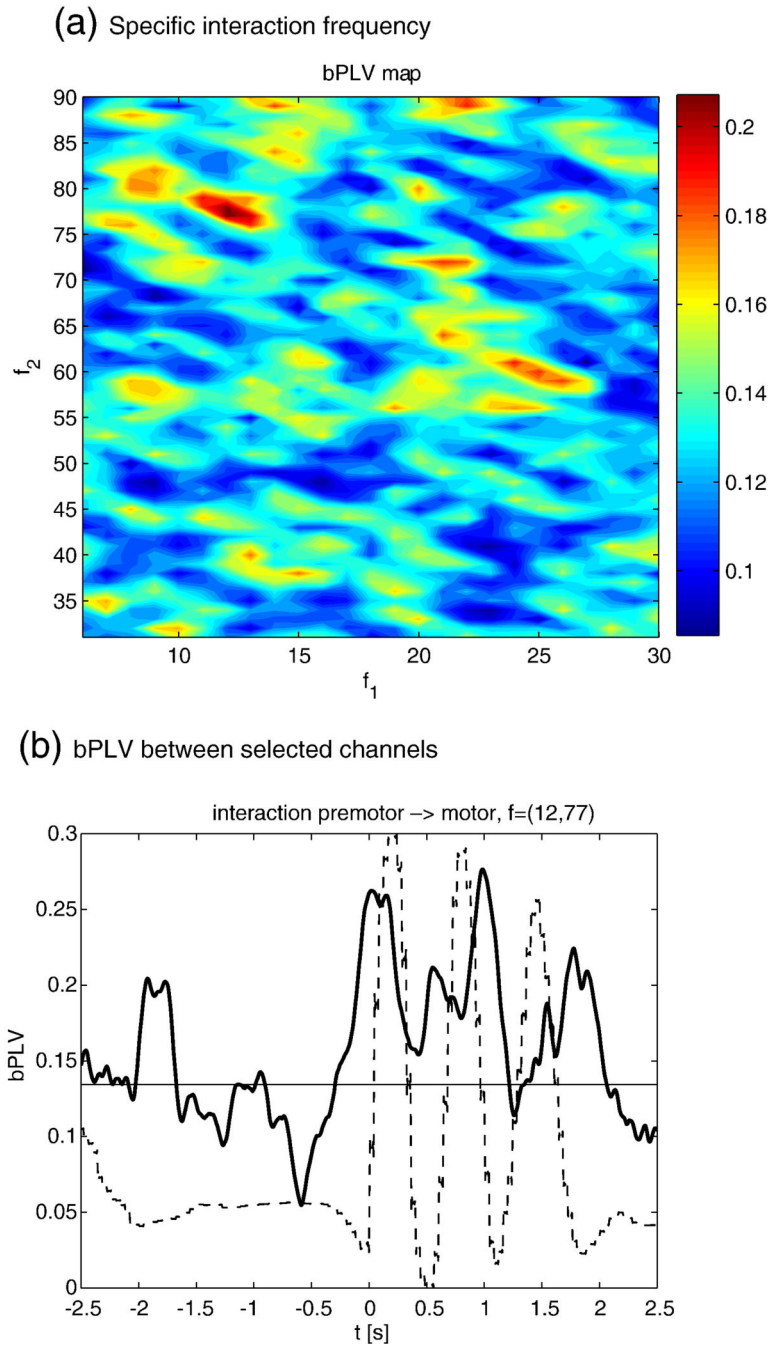 (a) Specific interaction frequency
bPLV map
90
85
80
75
70
65
60
55
50
45
40
35
f2
10 15 20 25 30
f1
0.2
0.18
0.16
0.14
0.12
0.1
(b) bPLV between selected channels
interaction premotor -> motor, f=(12,77)
0.3
0.25
0.2
0.15
0.1
0.05
0
bPLV
-2.5 -2 -1.5 -1 -0.5 0 0.5 1 1.5 2 2.5
t [s]